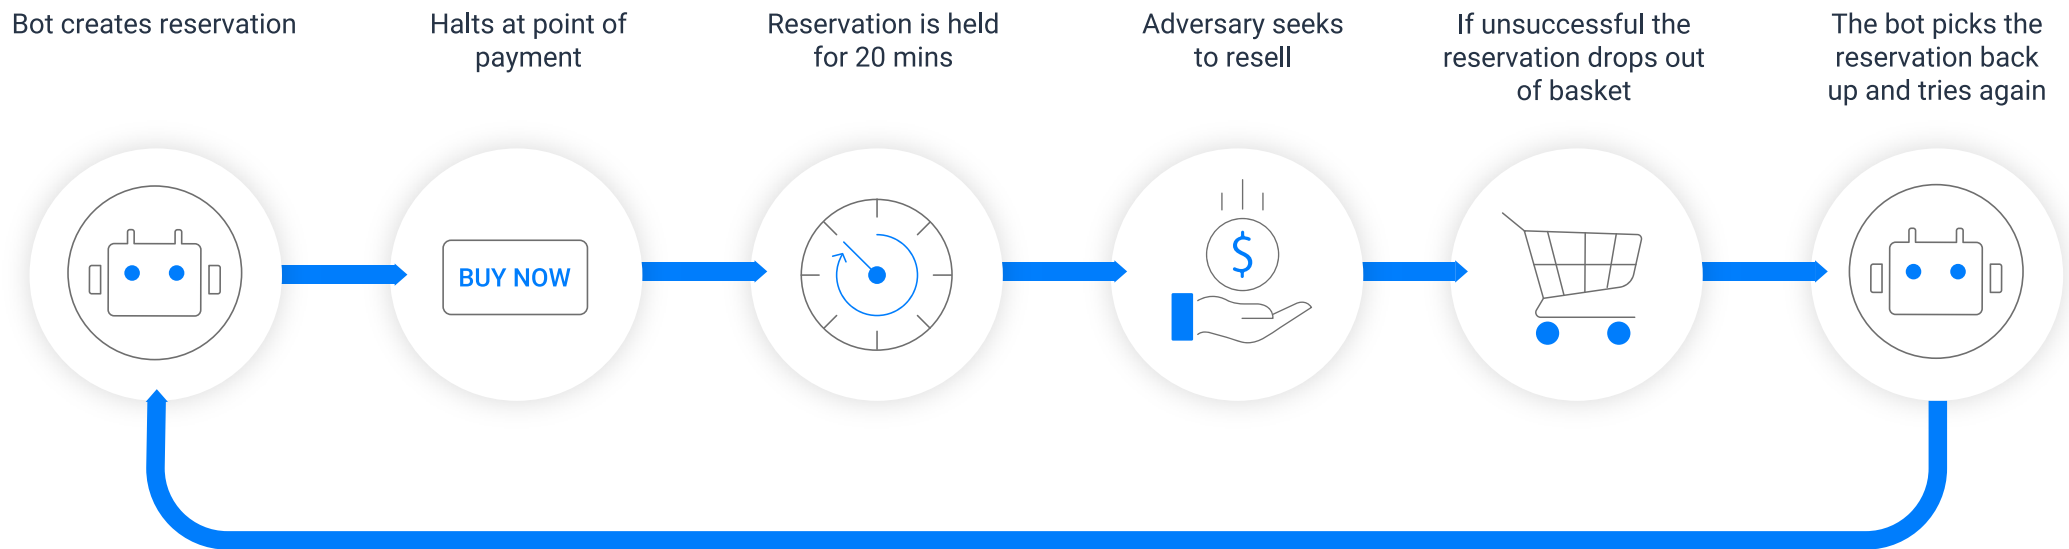 Bot creates reservation
Halts at point of
payment
Reservation is held
for 20 mins
Adversary seeks
to resell
If unsuccessful the
reservation drops out
of basket
The bot picks the
reservation back
up and tries again
BUY NOW
$